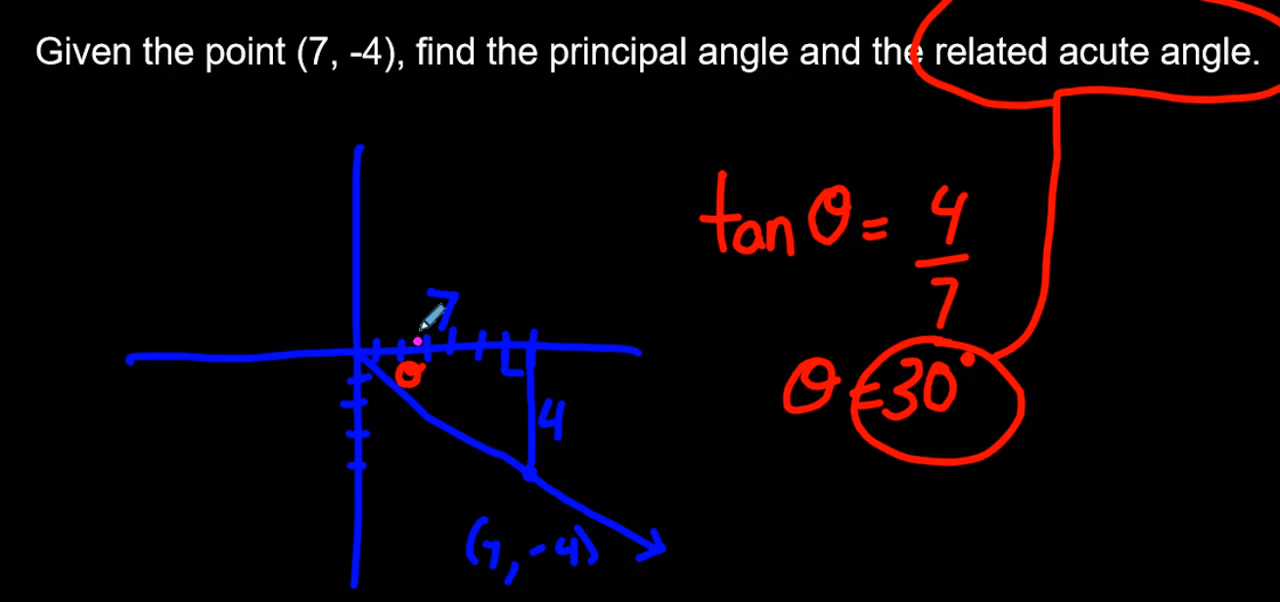 Given the point (7, -4), find the principal angle and the related acute angle.
tan θ = 4/7
7
θ
θ = 30°
4
(7, -4)